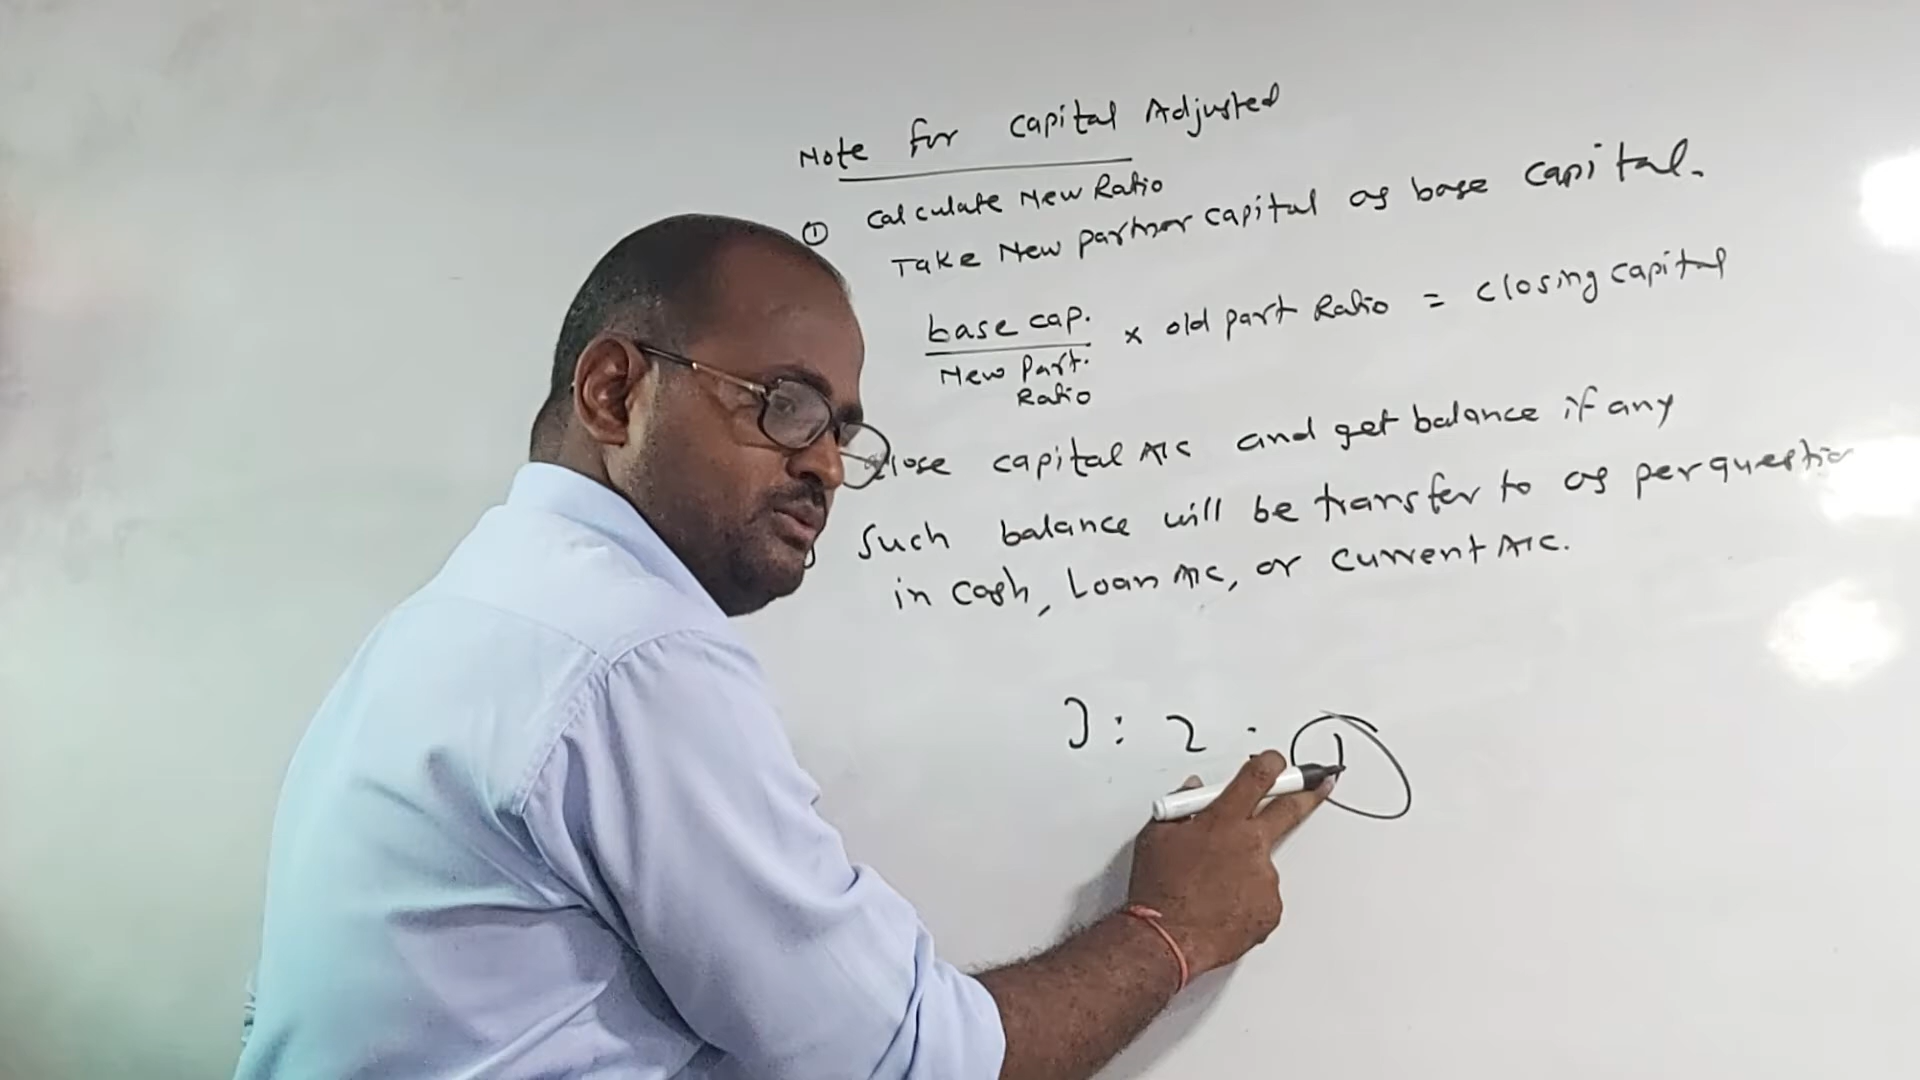 Note for Capital Adjusted
① Calculate New Ratio
Take New partner capital as base capital.
base cap. × old part Ratio = closing capital
New Part.
Ratio
close capital A/c and get balance if any
Such balance will be transfer to as per questio
in Cash, Loan A/c, or Current A/c.
3 : 2 : 1